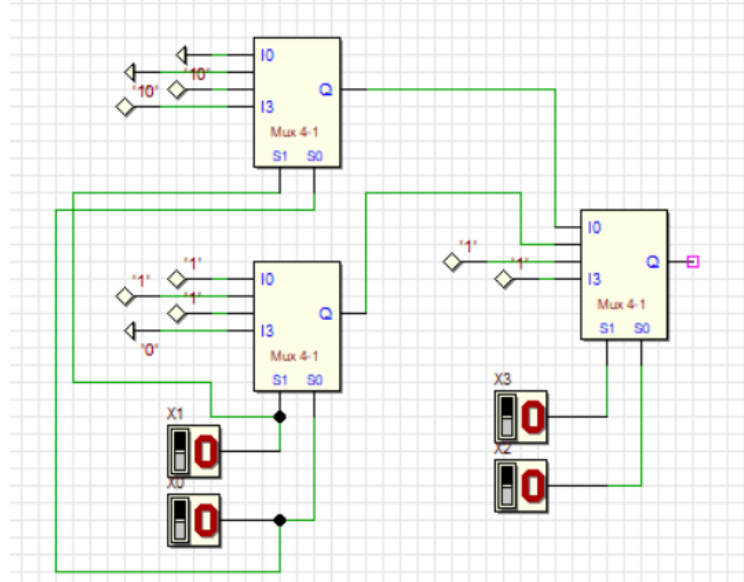 I0
"10"
"10"
Q
I3
Mux 4-1
S1 S0
I0
"1"
Q
"1"
I3
Mux 4-1
S1 S0
"1"
I0
"1"
"1"
Q
I3
"0"
Mux 4-1
S1 S0
X3
0
X1
0
X2
0
X0
0